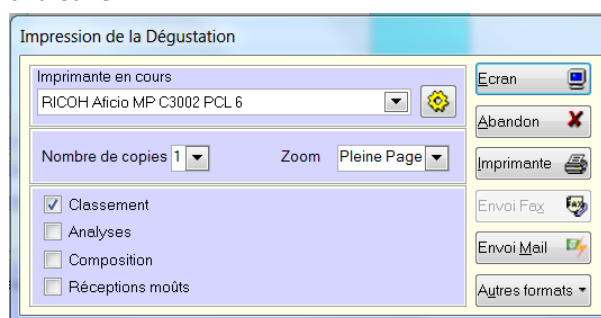 Impression de la Dégustation
Imprimante en cours
RICOH Aficio MP C3002 PCL 6
Nombre de copies 1 Zoom Pleine Page
Classement
Analyses
Composition
Réceptions moûts
Ecran
Abandon
Imprimante
Envoi Fax
Envoi Mail
Autres formats